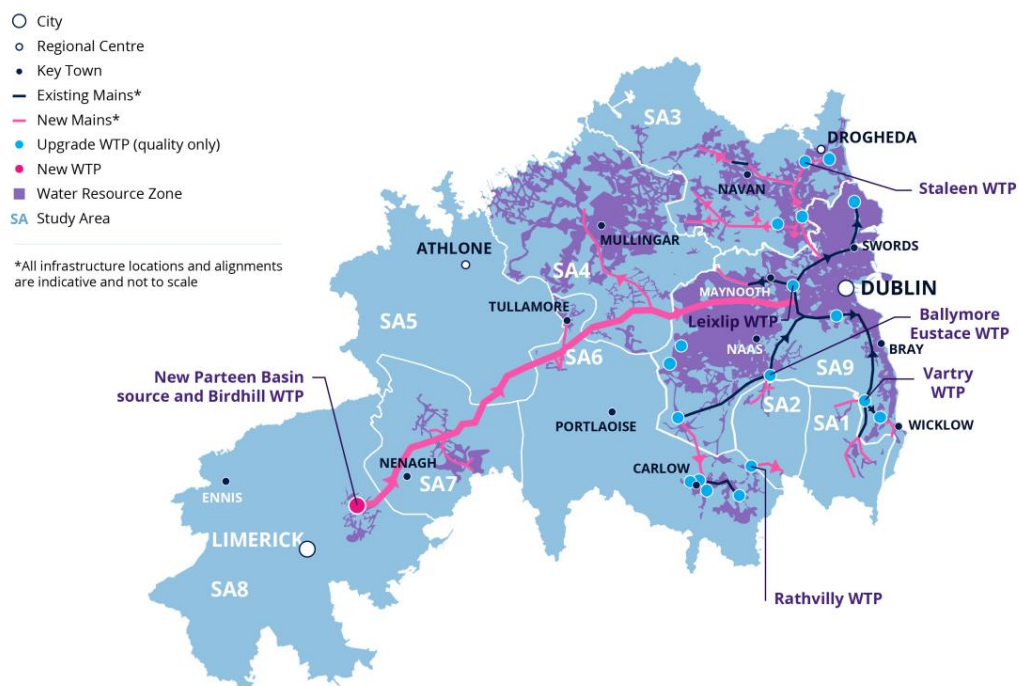 City
Regional Centre
Key Town
Existing Mains*
New Mains*
Upgrade WTP (quality only)
New WTP
Water Resource Zone
SA Study Area
*All infrastructure locations and alignments
are indicative and not to scale
SA3
DROGHEDA
NAVAN
Staleen WTP
MULLINGAR
SWORDS
ATHLONE
SA4
MAYNOOTH
DUBLIN
TULLAMORE
SA5
Leixlip WTP
Ballymore
Eustace WTP
NAAS
BRAY
SA6
SA9
New Parteen Basin
source and Birdhill WTP
Vartry
WTP
SA2
SA1
PORTLAOISE
WICKLOW
NENAGH
CARLOW
SA7
ENNIS
LIMERICK
SA8
Rathvilly WTP